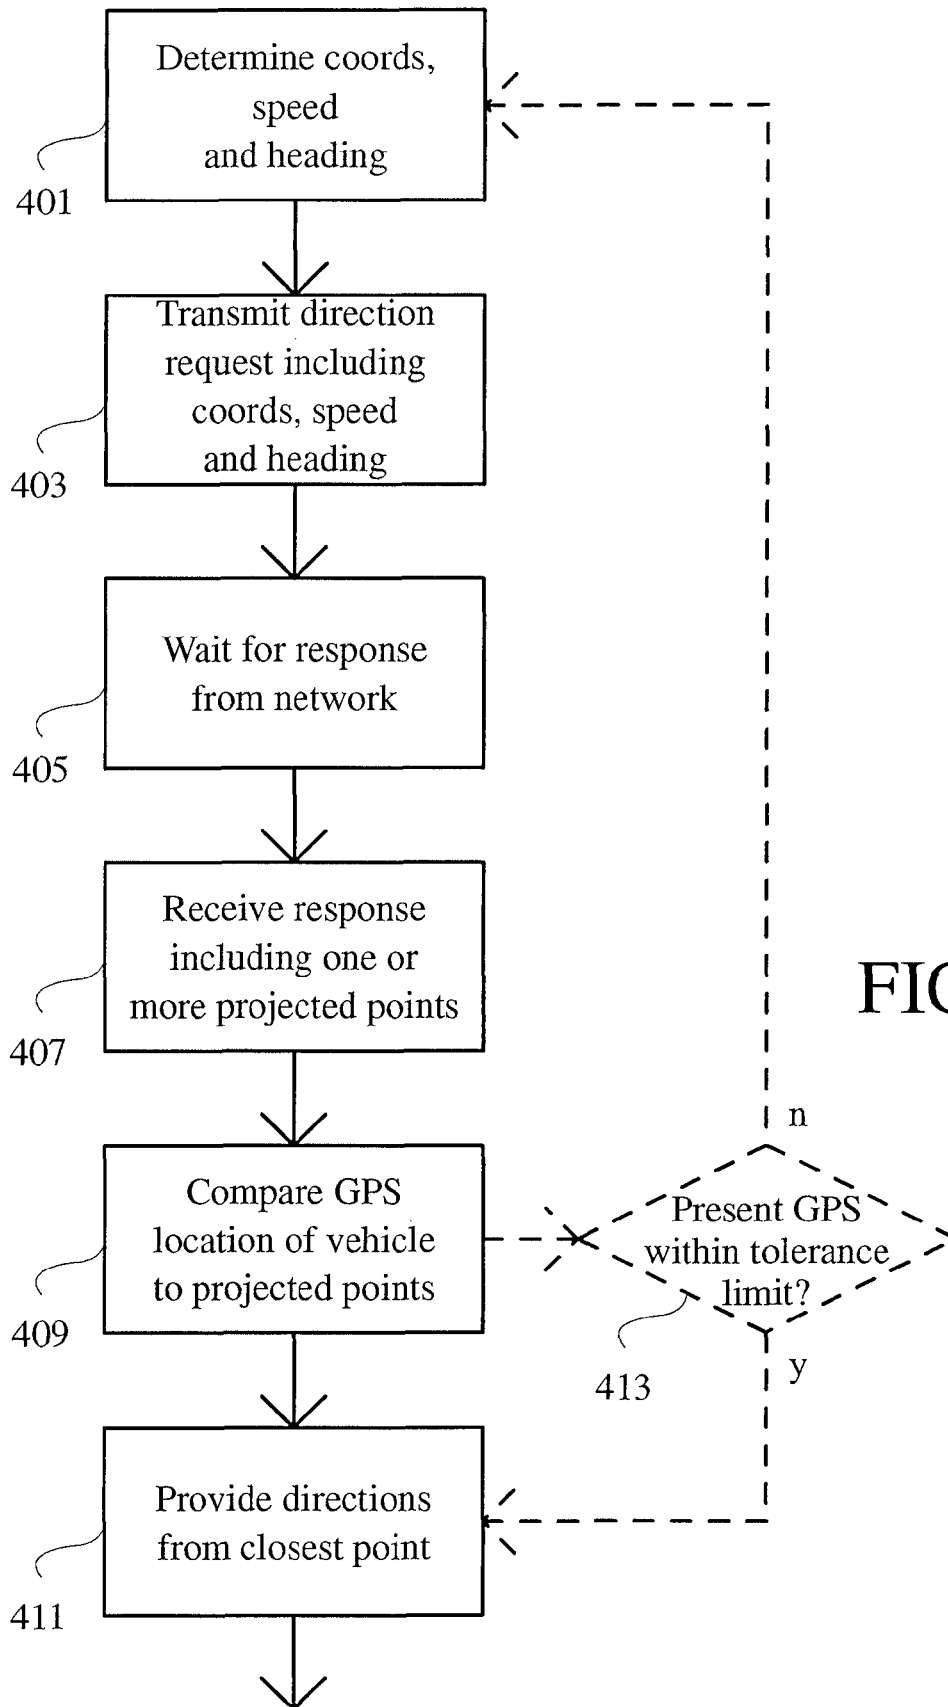 Determine coords,
speed
and heading
401
Transmit direction
request including
coords, speed
and heading
403
Wait for response
from network
405
Receive response
including one or
more projected points
407
FIG
Compare GPS
location of vehicle
to projected points
409
n
Present GPS
within tolerance
limit?
413
y
Provide directions
from closest point
411